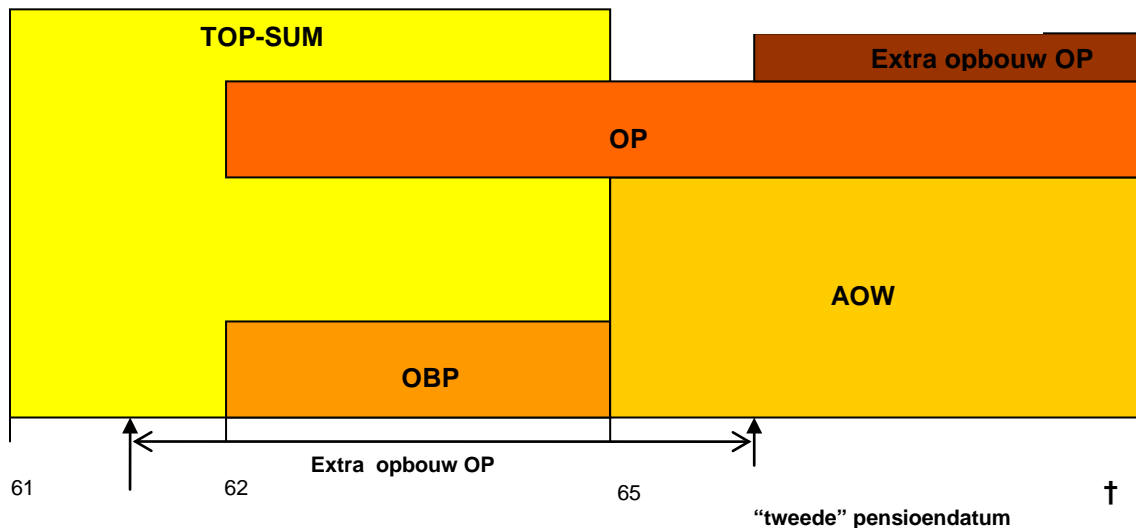 TOP-SUM
Extra opbouw OP
OP
AOW
OBP
Extra opbouw OP
61
62
65
†
“tweede” pensioendatum